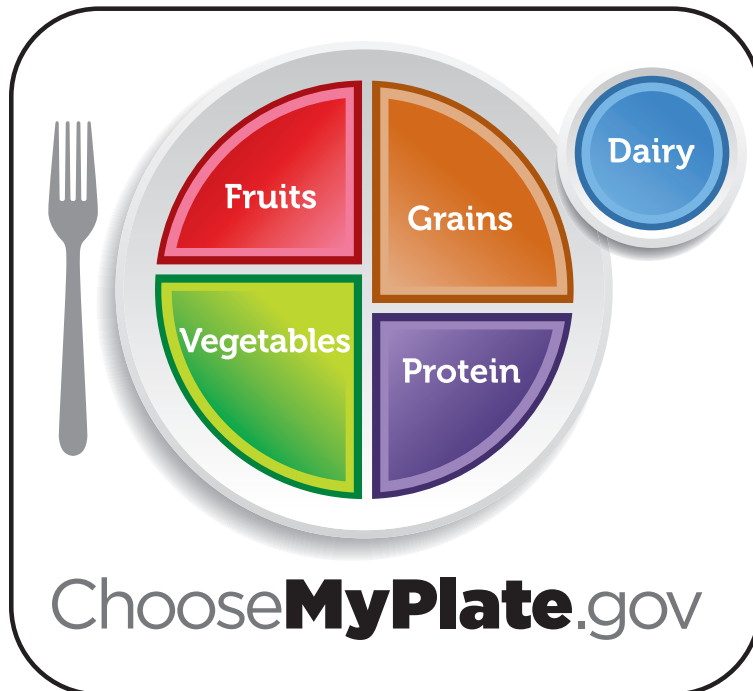 Fruits
Grains
Dairy
Vegetables
Protein
ChooseMyPlate.gov